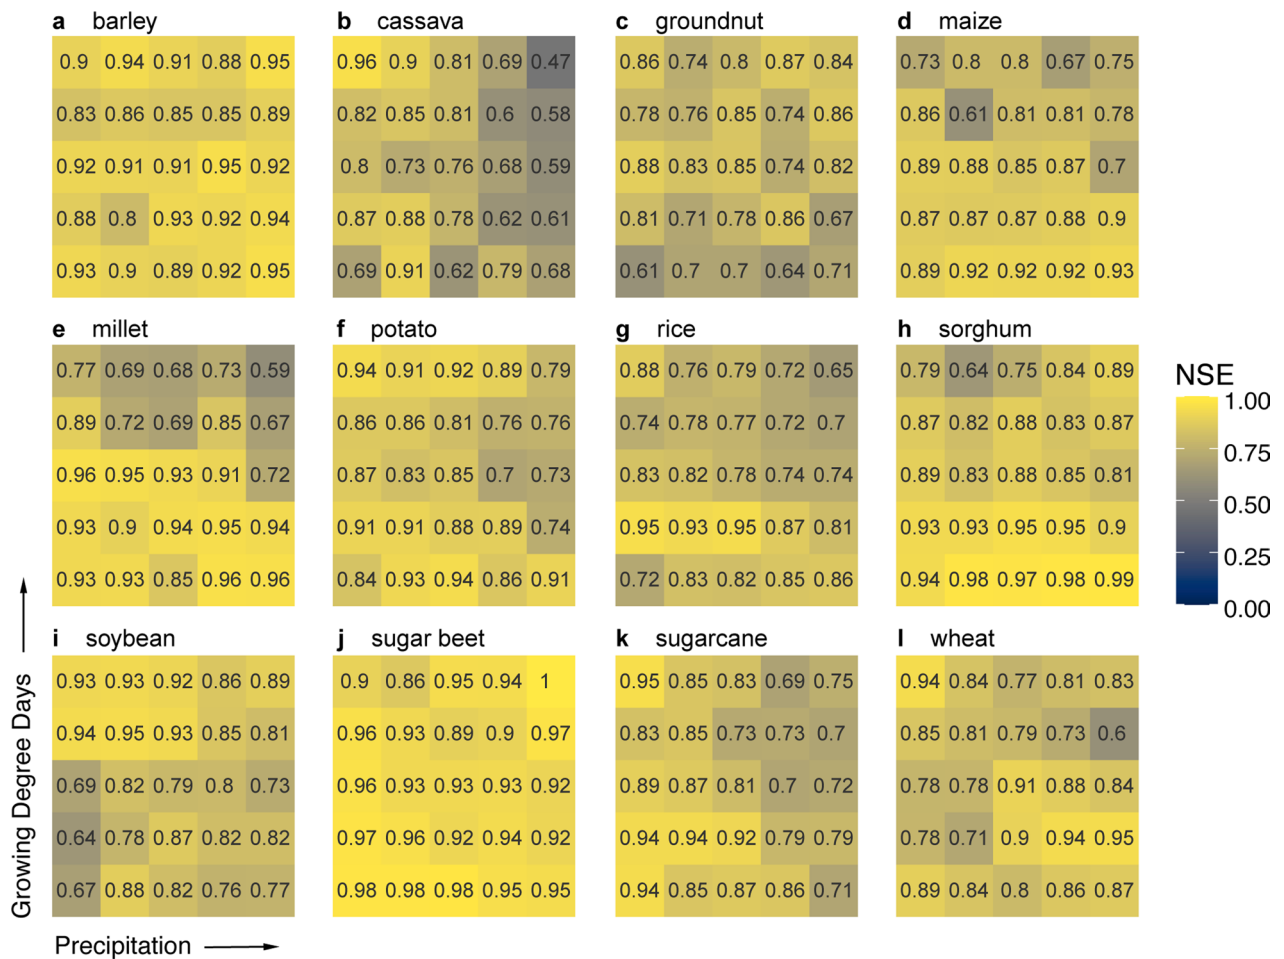 a barley b cassava c groundnut d maize
0.9 0.94 0.91 0.88 0.95 0.96 0.9 0.81 0.69 0.47 0.86 0.74 0.8 0.87 0.84 0.73 0.8 0.8 0.67 0.75
0.83 0.86 0.85 0.85 0.89 0.82 0.85 0.81 0.6 0.58 0.78 0.76 0.85 0.74 0.86 0.86 0.61 0.81 0.81 0.78
0.92 0.91 0.91 0.95 0.92 0.8 0.73 0.76 0.68 0.59 0.88 0.83 0.85 0.74 0.82 0.89 0.88 0.85 0.87 0.7
0.88 0.8 0.93 0.92 0.94 0.87 0.88 0.78 0.62 0.61 0.81 0.71 0.78 0.86 0.67 0.87 0.87 0.87 0.88 0.9
0.93 0.9 0.89 0.92 0.95 0.69 0.91 0.62 0.79 0.68 0.61 0.7 0.7 0.64 0.71 0.89 0.92 0.92 0.92 0.93
e millet f potato g rice h sorghum
0.77 0.69 0.68 0.73 0.59 0.94 0.91 0.92 0.89 0.79 0.88 0.76 0.79 0.72 0.65 0.79 0.64 0.75 0.84 0.89
0.89 0.72 0.69 0.85 0.67 0.86 0.86 0.81 0.76 0.76 0.74 0.78 0.77 0.72 0.7 0.87 0.82 0.88 0.83 0.87
0.96 0.95 0.93 0.91 0.72 0.87 0.83 0.85 0.7 0.73 0.83 0.82 0.78 0.74 0.74 0.89 0.83 0.88 0.85 0.81
0.93 0.9 0.94 0.95 0.94 0.91 0.91 0.88 0.89 0.74 0.95 0.93 0.95 0.87 0.81 0.93 0.93 0.95 0.95 0.9
0.93 0.93 0.85 0.96 0.96 0.84 0.93 0.94 0.86 0.91 0.72 0.83 0.82 0.85 0.86 0.94 0.98 0.97 0.98 0.99
NSE
1.00
0.75
0.50
0.25
0.00
i soybean j sugar beet k sugarcane l wheat
0.93 0.93 0.92 0.86 0.89 0.9 0.86 0.95 0.94 1 0.95 0.85 0.83 0.69 0.75 0.94 0.84 0.77 0.81 0.83
0.94 0.95 0.93 0.85 0.81 0.96 0.93 0.89 0.9 0.97 0.83 0.85 0.73 0.73 0.7 0.85 0.81 0.79 0.73 0.6
0.69 0.82 0.79 0.8 0.73 0.96 0.93 0.93 0.93 0.92 0.89 0.87 0.81 0.7 0.72 0.78 0.78 0.91 0.88 0.84
0.64 0.78 0.87 0.82 0.82 0.97 0.96 0.92 0.94 0.92 0.94 0.94 0.92 0.79 0.79 0.78 0.71 0.9 0.94 0.95
0.67 0.88 0.82 0.76 0.77 0.98 0.98 0.98 0.95 0.95 0.94 0.85 0.87 0.86 0.71 0.89 0.84 0.8 0.86 0.87
Growing Degree Days
Precipitation